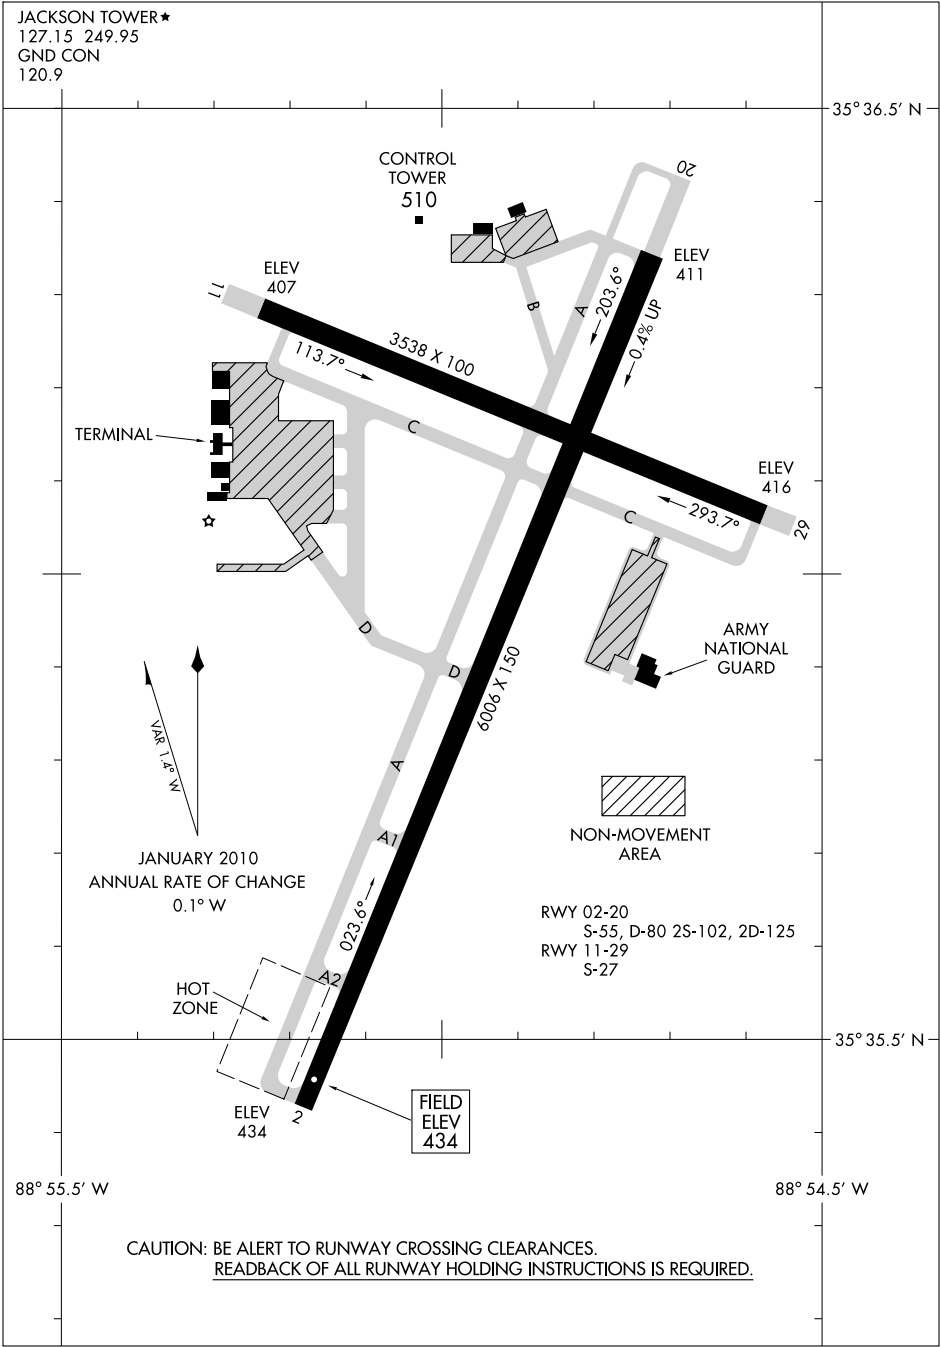 JACKSON TOWER★
127.15 249.95
GND CON
120.9
35° 36.5' N
CONTROL
TOWER
510
20
ELEV
411
ELEV
407
11
B
A
203.6°
0.4% UP
3538 X 100
113.7°
C
TERMINAL
ELEV
416
293.7°
29
C
D
D
ARMY
NATIONAL
GUARD
6006 X 150
VAR 1.4° W
A
JANUARY 2010
ANNUAL RATE OF CHANGE
0.1° W
A1
NON-MOVEMENT
AREA
023.6°
RWY 02-20
S-55, D-80 2S-102, 2D-125
RWY 11-29
S-27
A2
HOT
ZONE
35° 35.5' N
ELEV
434
2
FIELD
ELEV
434
88° 55.5' W
88° 54.5' W
CAUTION: BE ALERT TO RUNWAY CROSSING CLEARANCES.
READBACK OF ALL RUNWAY HOLDING INSTRUCTIONS IS REQUIRED.